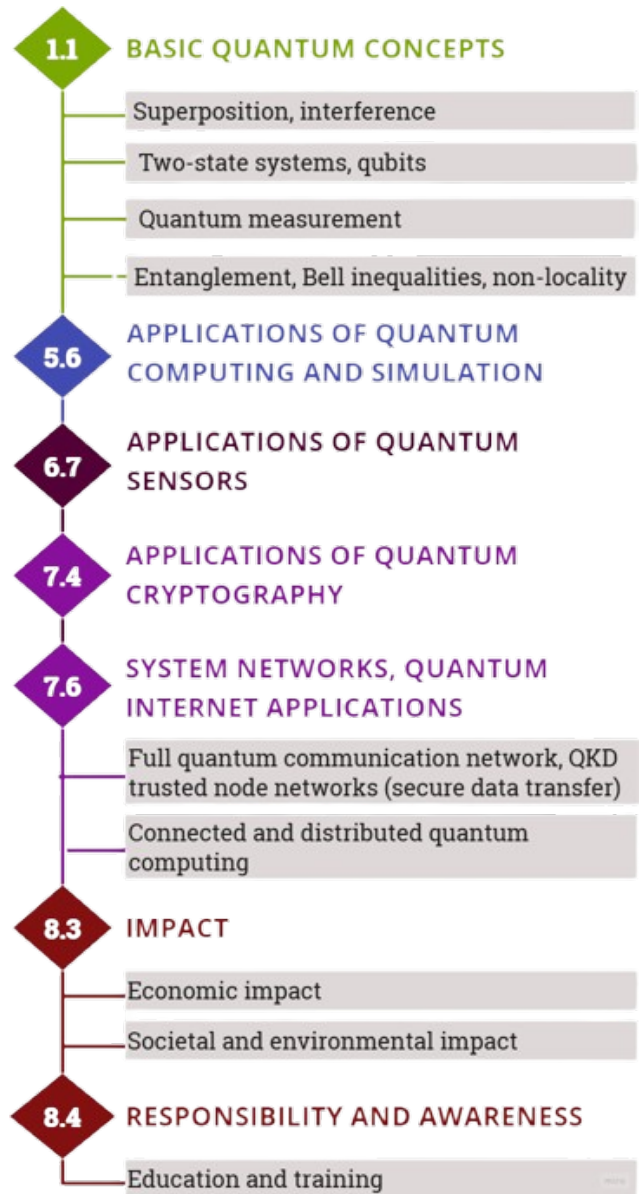 1.1
BASIC QUANTUM CONCEPTS
Superposition, interference
Two-state systems, qubits
Quantum measurement
Entanglement, Bell inequalities, non-locality
5.6
APPLICATIONS OF QUANTUM
COMPUTING AND SIMULATION
6.7
APPLICATIONS OF QUANTUM
SENSORS
7.4
APPLICATIONS OF QUANTUM
CRYPTOGRAPHY
7.6
SYSTEM NETWORKS, QUANTUM
INTERNET APPLICATIONS
Full quantum communication network, QKD
trusted node networks (secure data transfer)
Connected and distributed quantum
computing
8.3
IMPACT
Economic impact
Societal and environmental impact
8.4
RESPONSIBILITY AND AWARENESS
Education and training